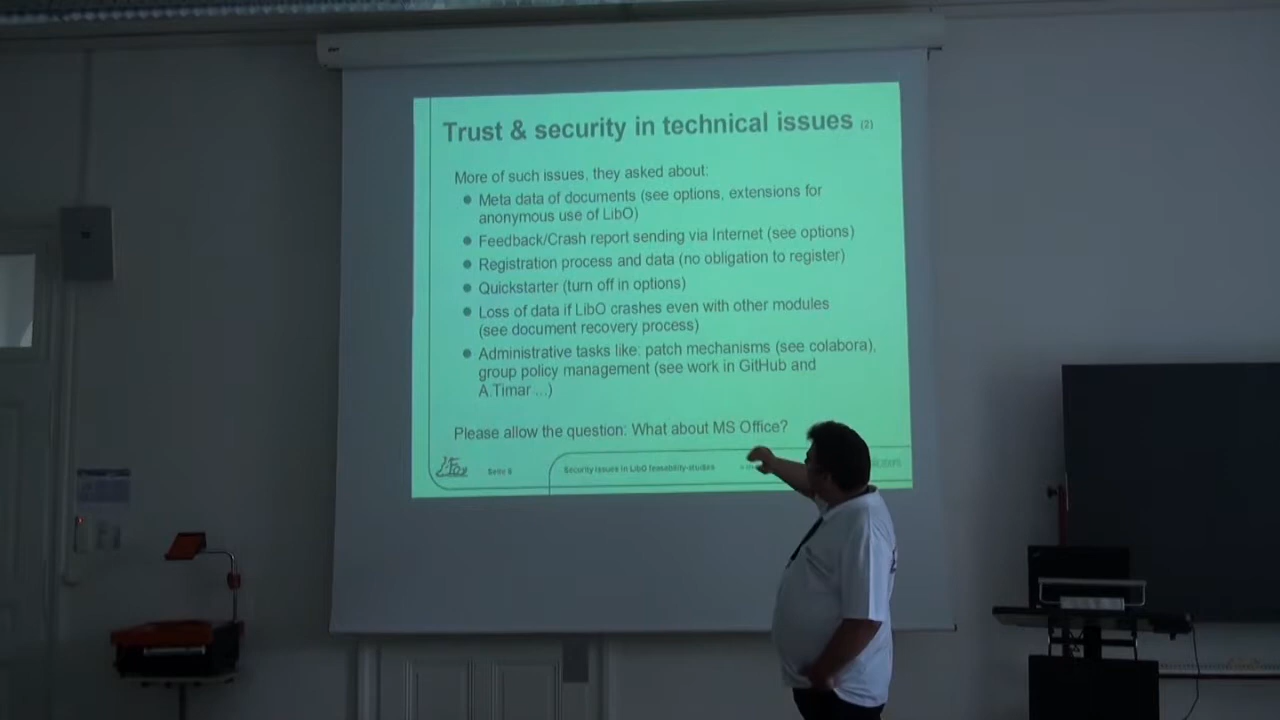 Trust & security in technical issues (2)
More of such issues, they asked about:
Meta data of documents (see options, extensions for
anonymous use of LibO)
Feedback/Crash report sending via Internet (see options)
Registration process and data (no obligation to register)
Quickstarter (turn off in options)
Loss of data if LibO crashes even with other modules
(see document recovery process)
Administrative tasks like: patch mechanisms (see colabora),
group policy management (see work in GitHub and
A.Timar ...)
Please allow the question: What about MS Office?
Seite 6
Security Issues in LibO feasability-studies